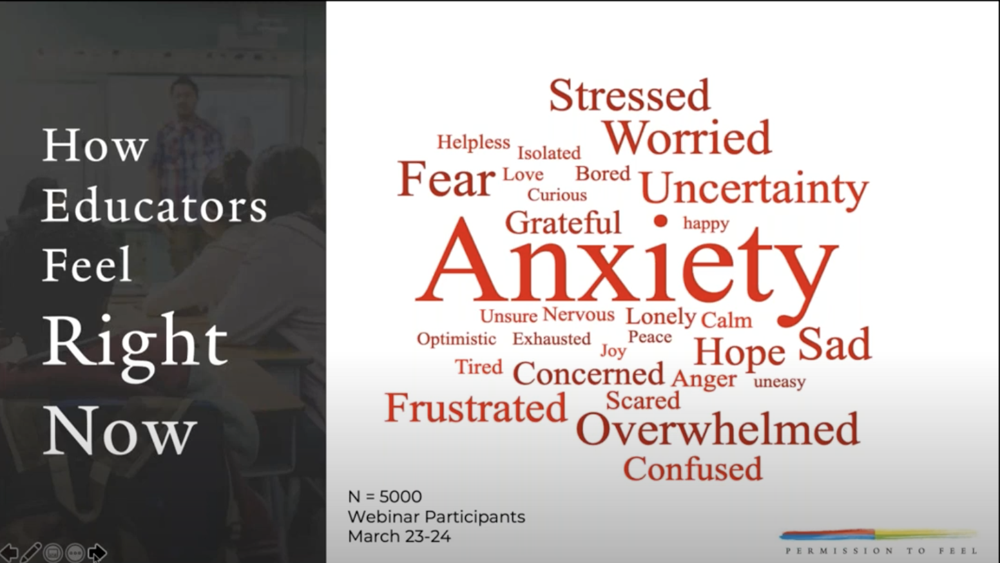 How
Educators
Feel
Right
Now
Stressed
Worried
Helpless
Isolated
Fear
Love
Bored
Uncertainty
Curious
Grateful
happy
Anxiety
Unsure
Nervous
Lonely
Calm
Optimistic
Exhausted
Peace
Joy
Hope
Sad
Tired
Concerned
Anger
uneasy
Frustrated
Scared
Overwhelmed
Confused
N = 5000
Webinar Participants
March 23-24
PERMISSION TO FEEL